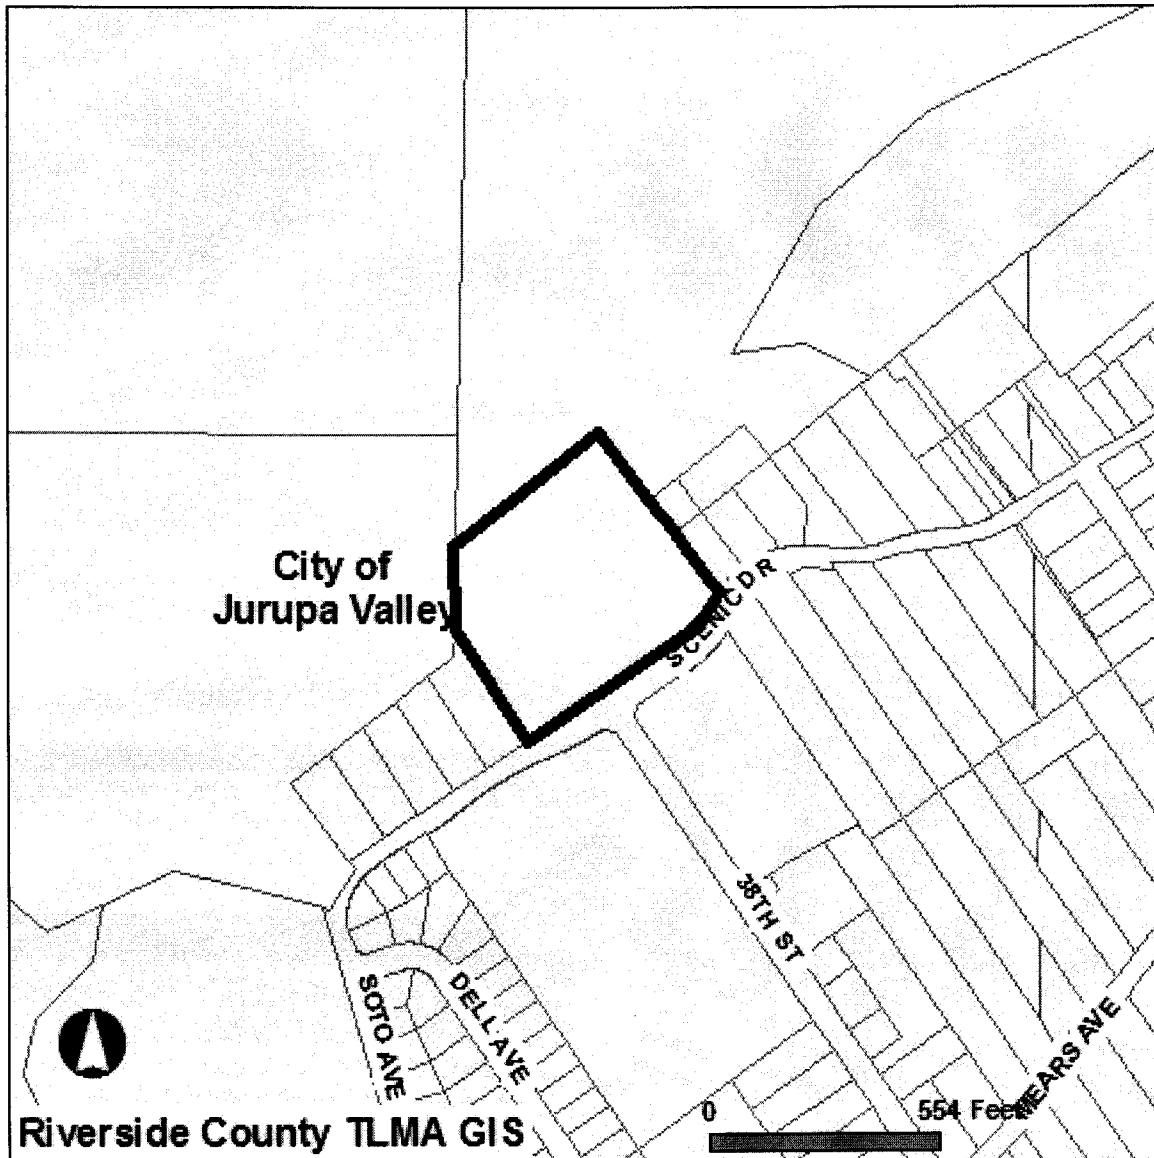 City of
Jurupa Valley
SCENIC DR
38TH ST
SOTO AVE
DELL AVE
MEARS AVE
0 554 Feet
Riverside County TLMA GIS